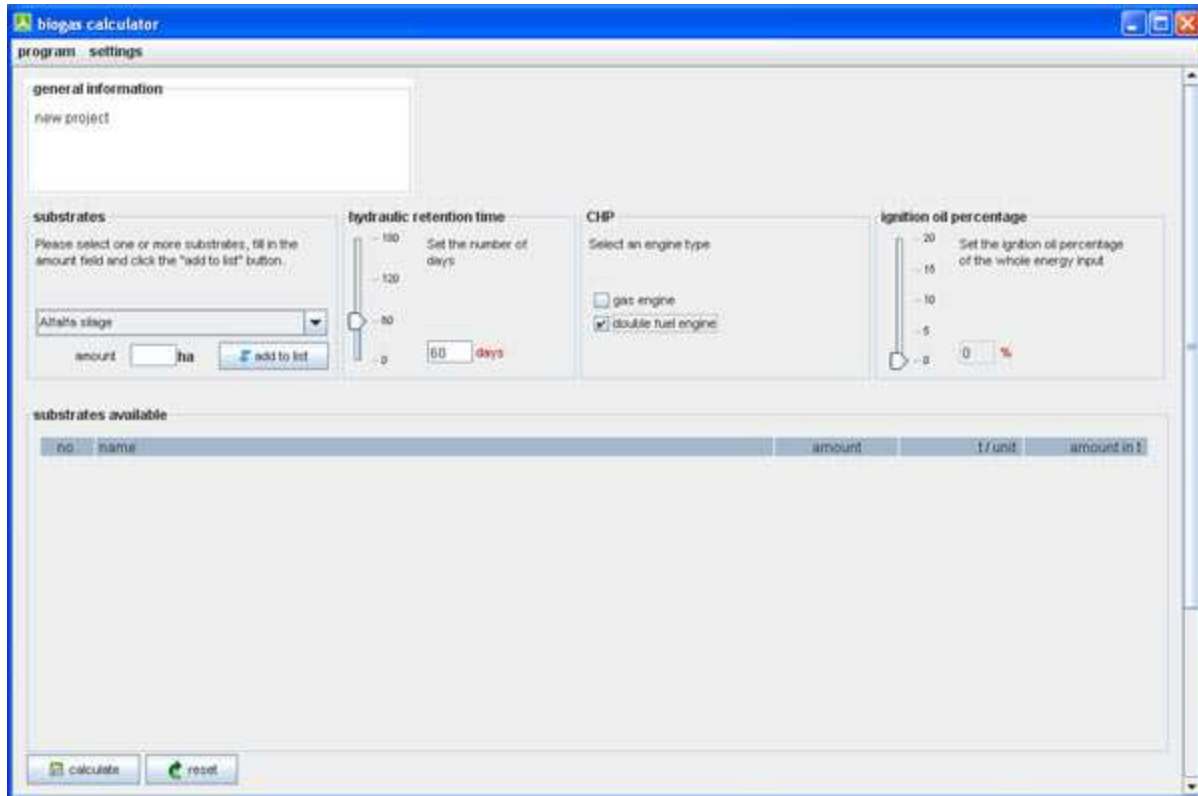 biogas calculator
program settings
general information
new project
substrates
Please select one or more substrates, fill in the
amount field and click the "add to list" button.
Alfalfa silage
amount ha add to list
hydraulic retention time
Set the number of
days
120
60
0
60 days
CHP
Select an engine type
gas engine
double fuel engine
ignition oil percentage
20
15
10
5
0
Set the ignition oil percentage
of the whole energy input
0 %
substrates available
no name amount t / unit amount in t
calculate reset